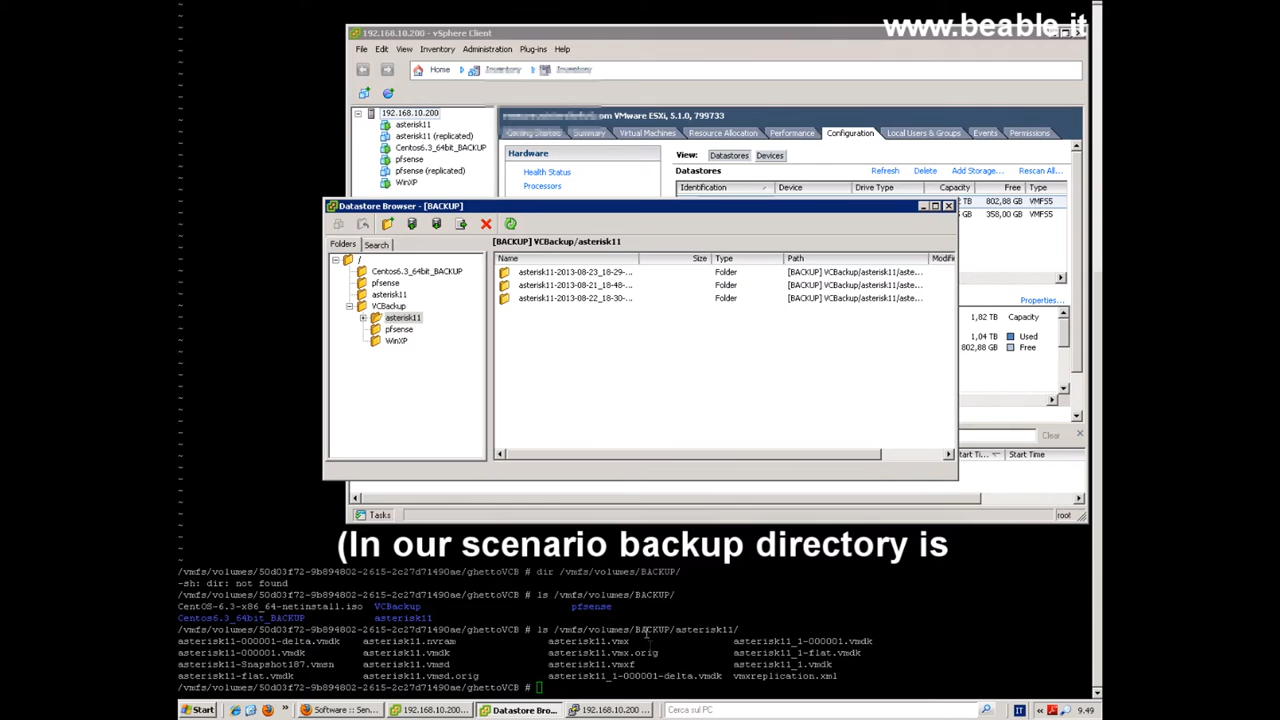 www.beable.it
192.168.10.200 - vSphere Client
File Edit View Inventory Administration Plug-ins Help
Home Inventory Inventory
192.168.10.200
asterisk11
asterisk11 (replicated)
Centos6.3_64bit_BACKUP
pfsense
pfsense (replicated)
WinXP
om VMware ESXi, 5.1.0, 799733
Getting Started Summary Virtual Machines Resource Allocation Performance Configuration Local Users & Groups Events Permissions
Hardware
Health Status
Processors
View: Datastores Devices
Datastores Refresh Delete Add Storage... Rescan All...
Identification Device Drive Type Capacity Free Type
TB 802,88 GB VMFS5
GB 358,00 GB VMFS5
Properties...
1,82 TB Capacity
1,04 TB Used
802,88 GB Free
Clear
Start Time
Tasks root
Datastore Browser - [BACKUP]
Folders Search
/
Centos6.3_64bit_BACKUP
pfsense
asterisk11
VCBackup
asterisk11
pfsense
WinXP
[BACKUP] VCBackup/asterisk11
Name Size Type Path Modifi
asterisk11-2013-08-23_18-29-... Folder [BACKUP] VCBackup/asterisk11/aste...
asterisk11-2013-08-21_18-48-... Folder [BACKUP] VCBackup/asterisk11/aste...
asterisk11-2013-08-22_18-30-... Folder [BACKUP] VCBackup/asterisk11/aste...
(In our scenario backup directory is
/vmfs/volumes/50d03f72-9b894802-2615-2c27d71490ae/ghettoVCB # dir /vmfs/volumes/BACKUP/
-sh: dir: not found
/vmfs/volumes/50d03f72-9b894802-2615-2c27d71490ae/ghettoVCB # ls /vmfs/volumes/BACKUP/
CentOS-6.3-x86_64-netinstall.iso VCBackup pfsense
Centos6.3_64bit_BACKUP asterisk11
/vmfs/volumes/50d03f72-9b894802-2615-2c27d71490ae/ghettoVCB # ls /vmfs/volumes/BACKUP/asterisk11/
asterisk11-000001-delta.vmdk asterisk11.nvram asterisk11.vmx asterisk11_1-000001.vmdk
asterisk11-000001.vmdk asterisk11.vmdk asterisk11.vmx.orig asterisk11_1-flat.vmdk
asterisk11-Snapshot187.vmsn asterisk11.vmsd asterisk11.vmxf asterisk11_1.vmdk
asterisk11-flat.vmdk asterisk11.vmsd.orig asterisk11_1-000001-delta.vmdk vmxreplication.xml
/vmfs/volumes/50d03f72-9b894802-2615-2c27d71490ae/ghettoVCB #
Start Software :: Sen... 192.168.10.200... Datastore Bro... 192.168.10.200 ... Cerca sul PC IT 9.49